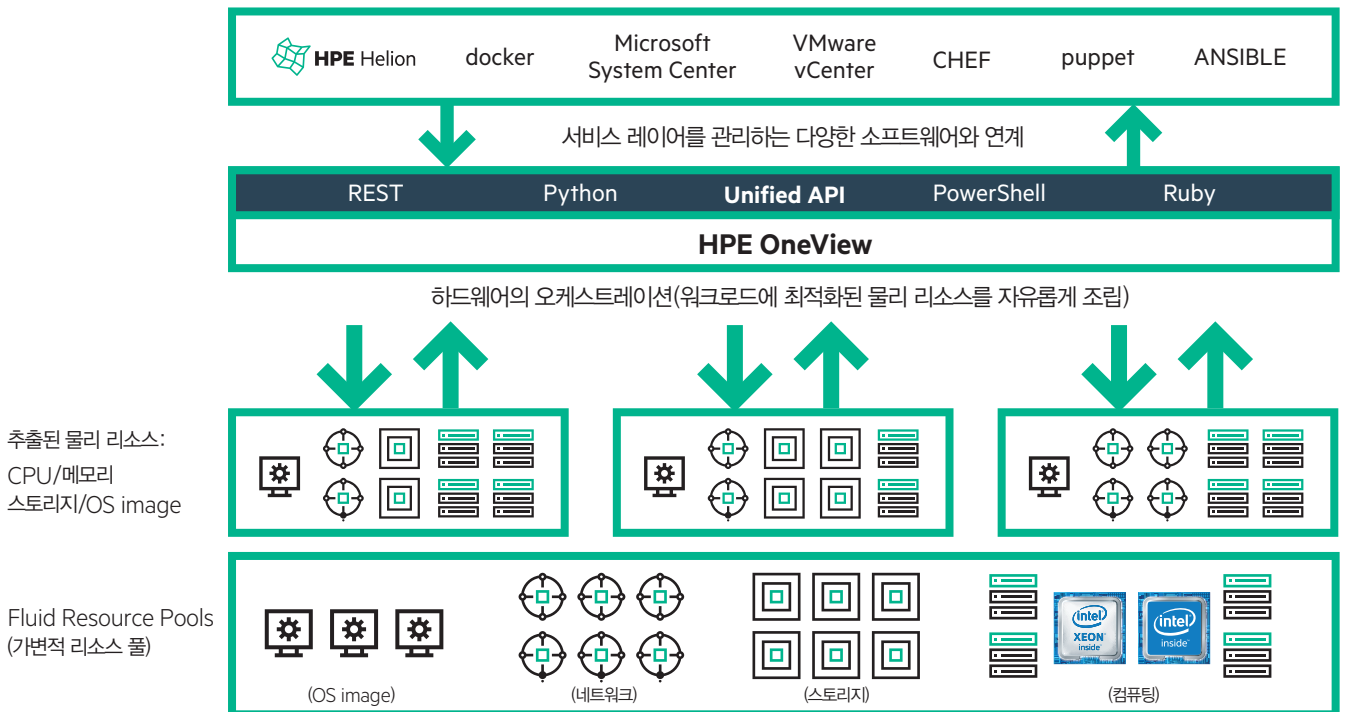 HPE Helion
docker
Microsoft
System Center
VMware
vCenter
CHEF
puppet
ANSIBLE
서비스 레이어를 관리하는 다양한 소프트웨어와 연계
REST Python Unified API PowerShell Ruby
HPE OneView
하드웨어의 오케스트레이션(워크로드에 최적화된 물리 리소스를 자유롭게 조립)
추출된 물리 리소스:
CPU/메모리
스토리지/OS image
Fluid Resource Pools
(가변적 리소스 풀)
(OS image)
(네트워크)
(스토리지)
intel
XEON
inside
intel
inside
(컴퓨팅)